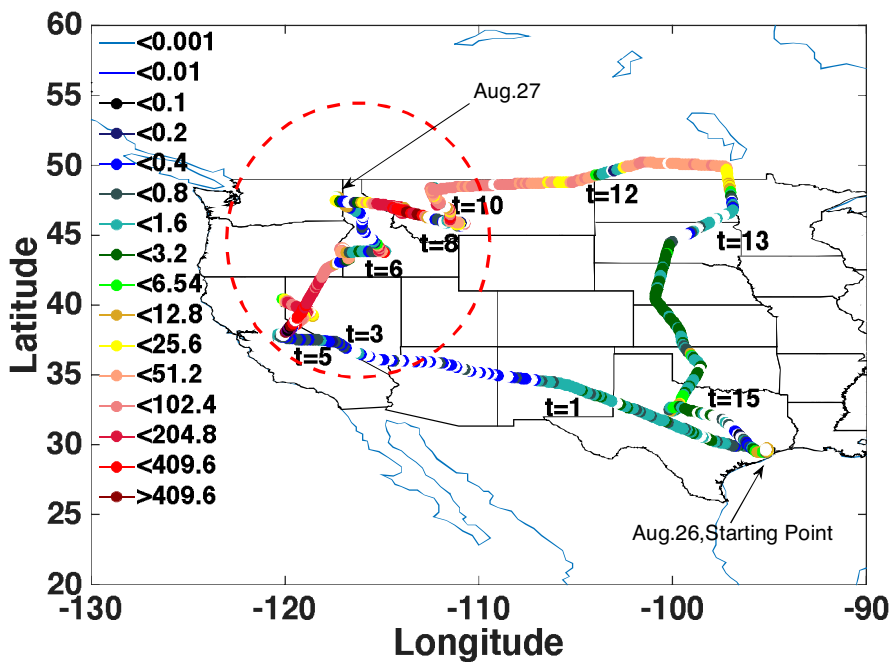 60
55
50
45
40
35
30
25
20
Latitude
<0.001
<0.01
<0.1
<0.2
<0.4
<0.8
<1.6
<3.2
<6.54
<12.8
<25.6
<51.2
<102.4
<204.8
<409.6
>409.6
Aug.27
t=10
t=12
t=8
t=13
t=6
t=3
t=5
t=1
t=15
Aug.26,Starting Point
-130
-120
-110
-100
-90
Longitude